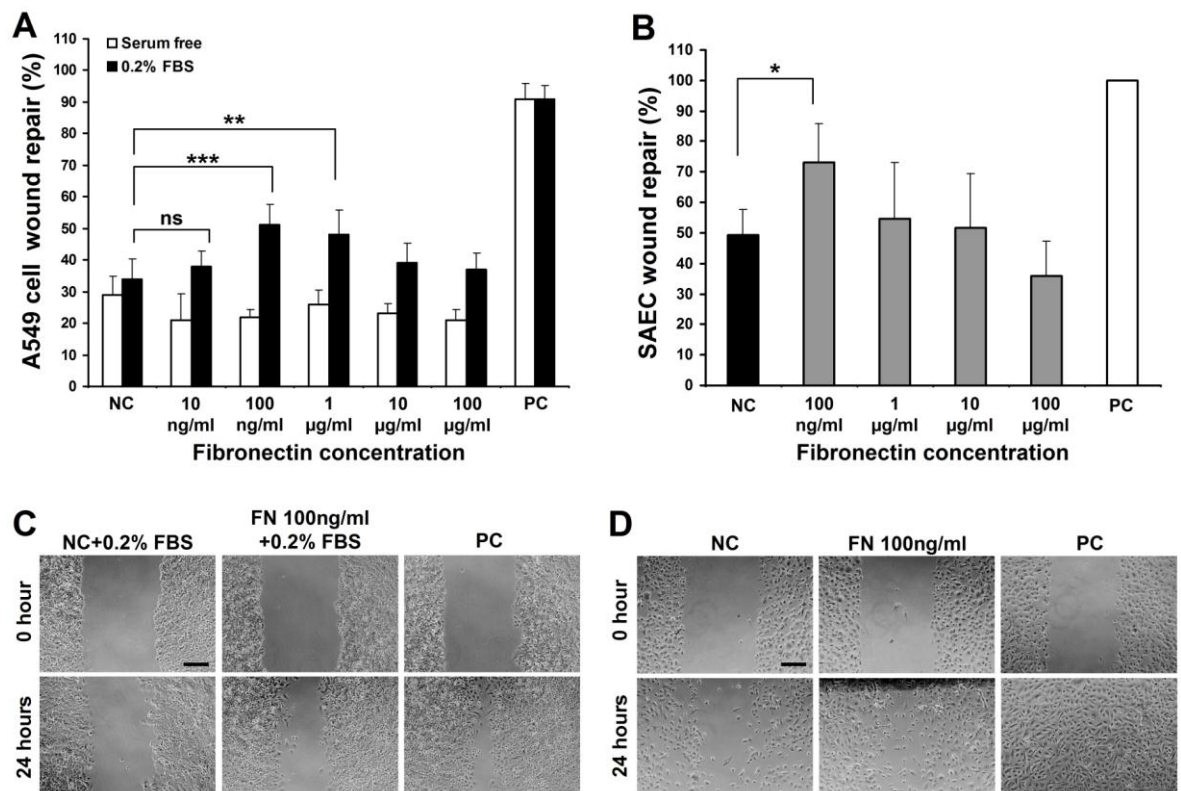 A
110
100
90
80
70
60
50
40
30
20
10
0
A549 cell wound repair (%)
Serum free
0.2% FBS
**
***
ns
NC 10 100 1 10 100 PC
ng/ml ng/ml µg/ml µg/ml µg/ml
Fibronectin concentration
B
110
100
90
80
70
60
50
40
30
20
10
0
SAEC wound repair (%)
*
NC 100 1 10 100 PC
ng/ml µg/ml µg/ml µg/ml
Fibronectin concentration
C
NC+0.2% FBS
FN 100ng/ml
+0.2% FBS
PC
0 hour
24 hours
D
NC
FN 100ng/ml
PC
0 hour
24 hours